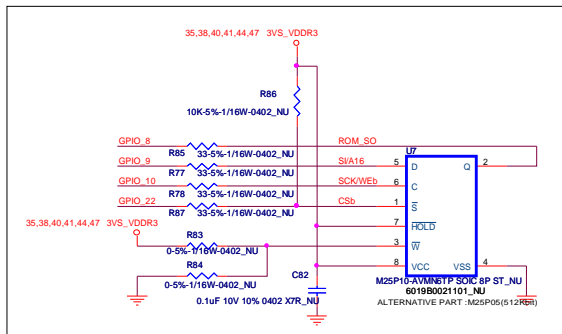 35,38,40,41,44,47 3VS_VDDR3
R86
10K-5%-1/16W-0402_NU
GPIO_8
ROM_SO
R85
33-5%-1/16W-0402_NU
U7
GPIO_9
SI/A16
5
D
Q
2
R77
33-5%-1/16W-0402_NU
GPIO_10
SCK/WEb
6
C
R78
33-5%-1/16W-0402_NU
GPIO_22
CSb
1
S
R87
33-5%-1/16W-0402_NU
7
HOLD
35,38,40,41,44,47 3VS_VDDR3
R83
3
W
0-5%-1/16W-0402_NU
R84
8
VCC
VSS
4
0-5%-1/16W-0402_NU
C82
M25P10-AVMN6TP SOIC 8P ST_NU
6019B0021101_NU
0.1uF 10V 10% 0402 X7R_NU
ALTERNATIVE PART :M25P05(512Kbit)